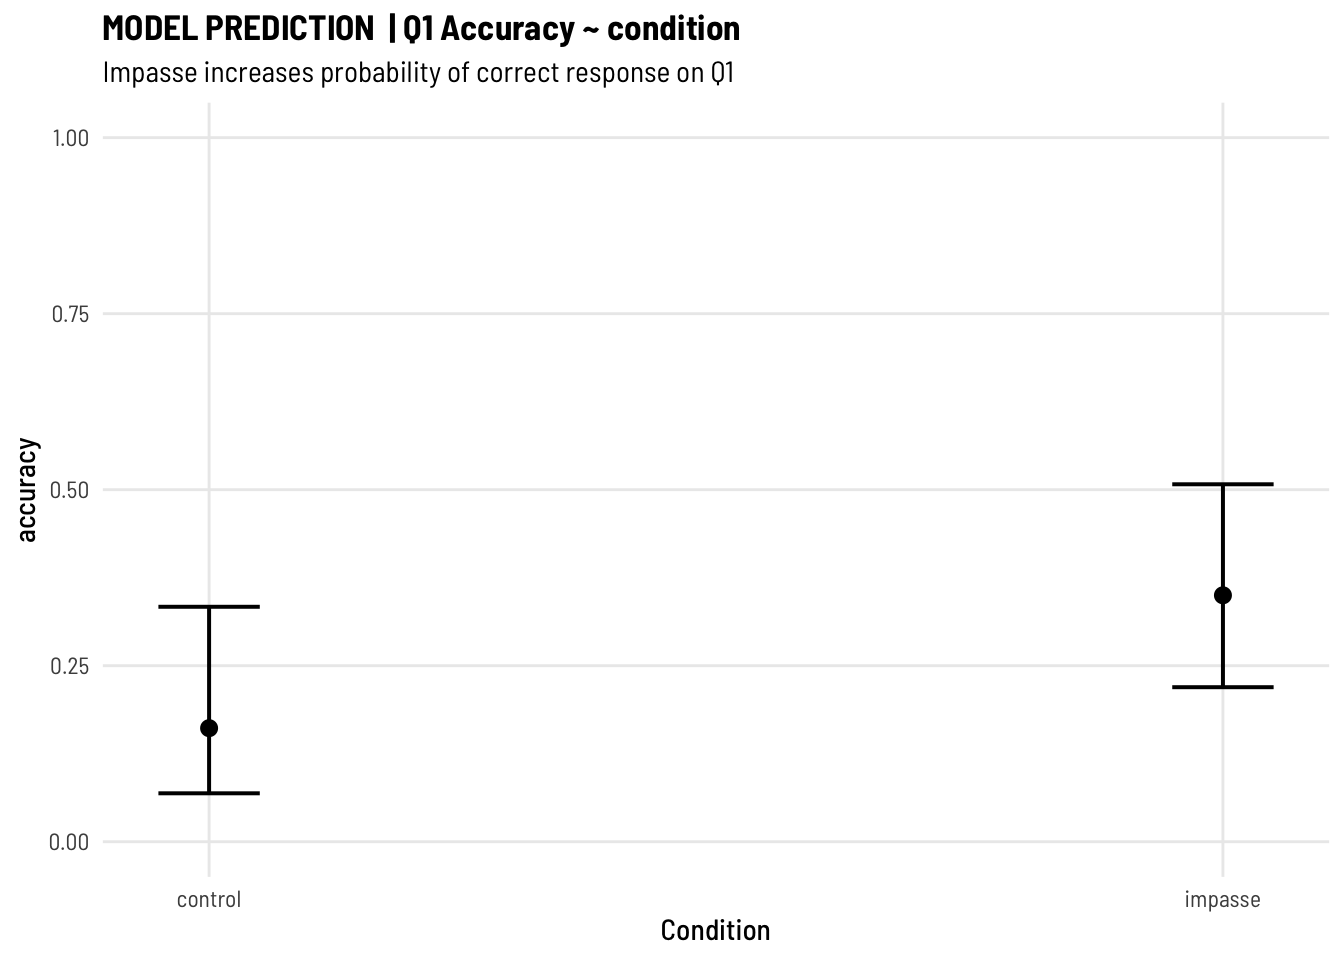 MODEL PREDICTION | Q1 Accuracy ~ condition
Impasse increases probability of correct response on Q1
1.00
0.75
0.50
0.25
0.00
accuracy
control
impasse
Condition